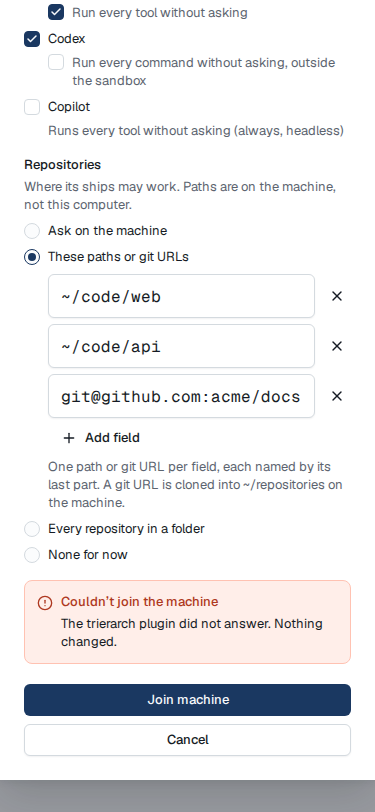 Run every tool without asking
Codex
Run every command without asking, outside
the sandbox
Copilot
Runs every tool without asking (always, headless)
Repositories
Where its ships may work. Paths are on the machine,
not this computer.
Ask on the machine
These paths or git URLs
~/code/web
~/code/api
git@github.com:acme/docs
Add field
One path or git URL per field, each named by its
last part. A git URL is cloned into ~/repositories on
the machine.
Every repository in a folder
None for now
Couldn't join the machine
The trierarch plugin did not answer. Nothing
changed.
Join machine
Cancel